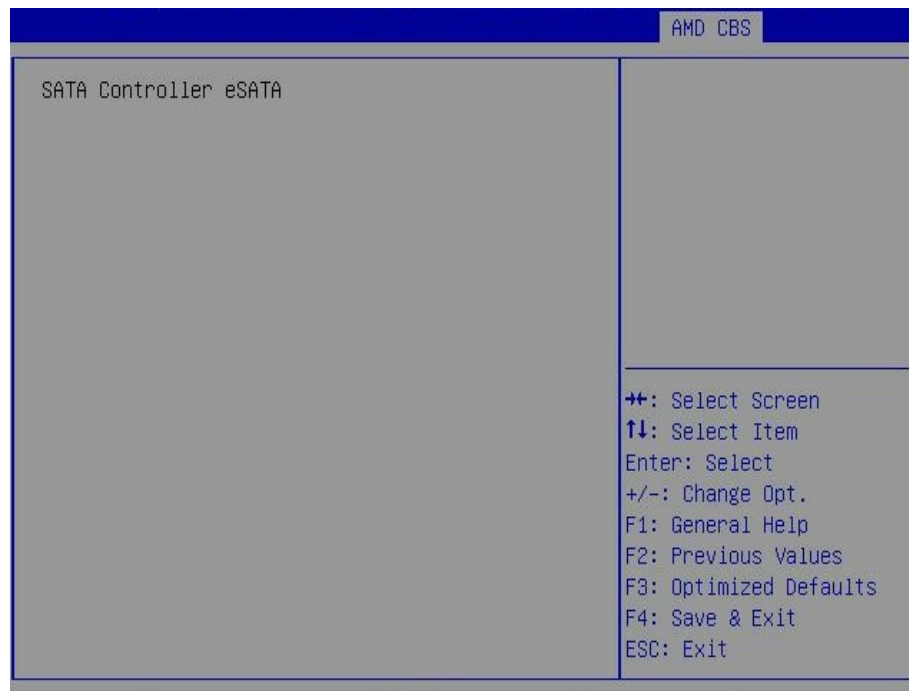 AMD CBS
SATA Controller eSATA
→←: Select Screen
↑↓: Select Item
Enter: Select
+/-: Change Opt.
F1: General Help
F2: Previous Values
F3: Optimized Defaults
F4: Save & Exit
ESC: Exit